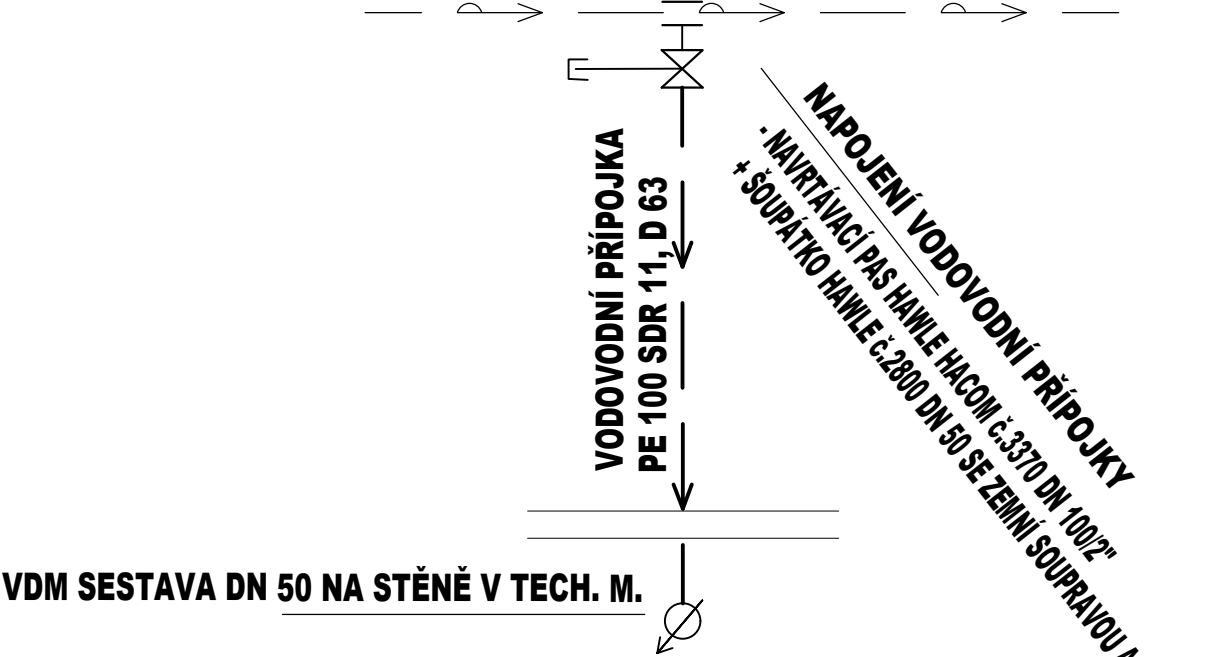 NAPOJENÍ VODOVODNÍ PŘÍPOJKY
- NAVRTÁVACÍ PAS HAWLE HACOM č.3370 DN 100/2"
+ ŠOUPÁTKO HAWLE č.2800 DN 50 SE ZEMNÍ SOUPRAVOU A
VODOVODNÍ PŘÍPOJKA
PE 100 SDR 11, D 63
VDM SESTAVA DN 50 NA STĚNĚ V TECH. M.